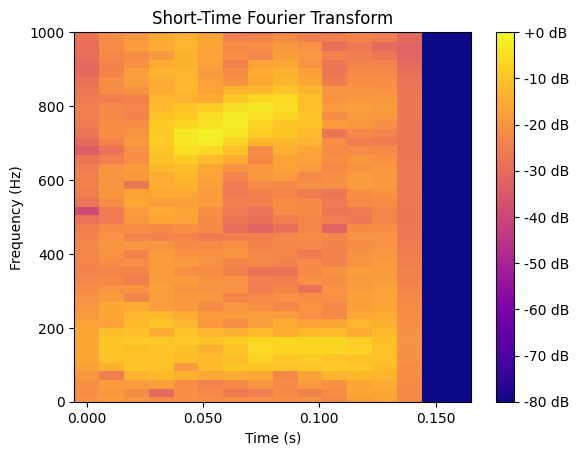 Short-Time Fourier Transform
1000
800
600
400
200
0
Frequency (Hz)
0.000
0.050
0.100
0.150
Time (s)
+0 dB
-10 dB
-20 dB
-30 dB
-40 dB
-50 dB
-60 dB
-70 dB
-80 dB